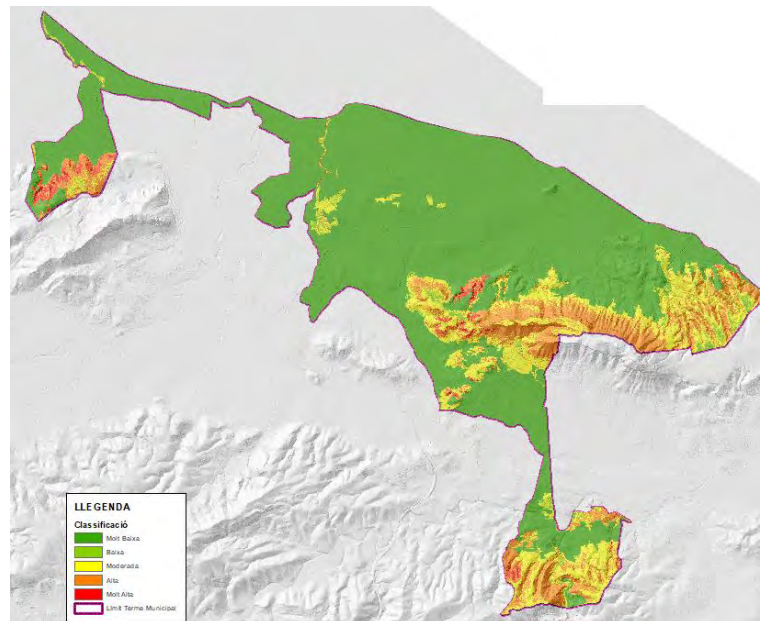 LLEGENDA
Classificació
Molt Baixa
Baixa
Moderada
Alta
Molt Alta
Límit Terme Municipal